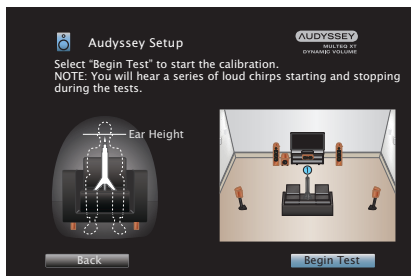 Audyssey Setup
AUDYSSEY
MULTEQ XT
DYNAMIC VOLUME
Select “Begin Test” to start the calibration.
NOTE: You will hear a series of loud chirps starting and stopping
during the tests.
Ear Height
1
Back
Begin Test